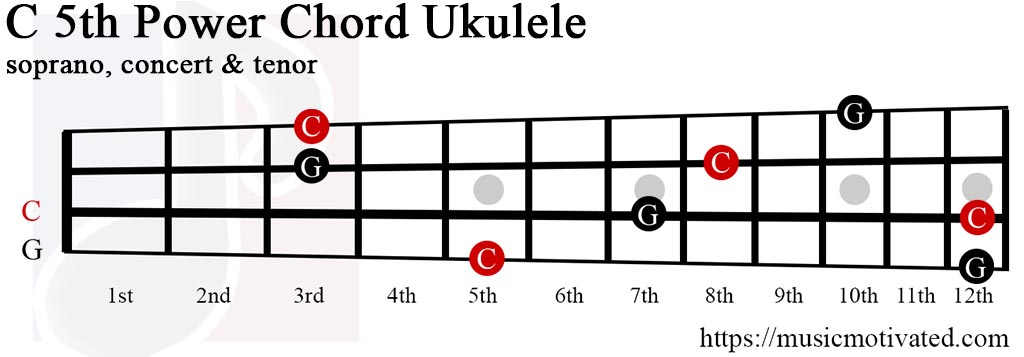 C 5th Power Chord Ukulele
soprano, concert & tenor
G
C
G
C
C
G
C
G
C
G
1st 2nd 3rd 4th 5th 6th 7th 8th 9th 10th 11th 12th
https://musicmotivated.com